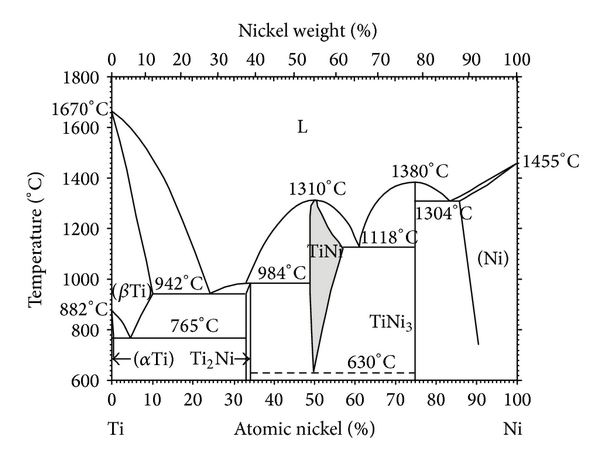 Nickel weight (%)
0 10 20 30 40 50 60 70 80 90 100
1800
1670°C
1600
L
1455°C
1400
1380°C
1310°C
1304°C
1200
TiNi
1118°C
(Ni)
1000
984°C
(βTi) 942°C
882°C
800
765°C
TiNi₃
(αTi) Ti₂Ni
630°C
600
0 10 20 30 40 50 60 70 80 90 100
Ti Atomic nickel (%) Ni
Temperature (°C)